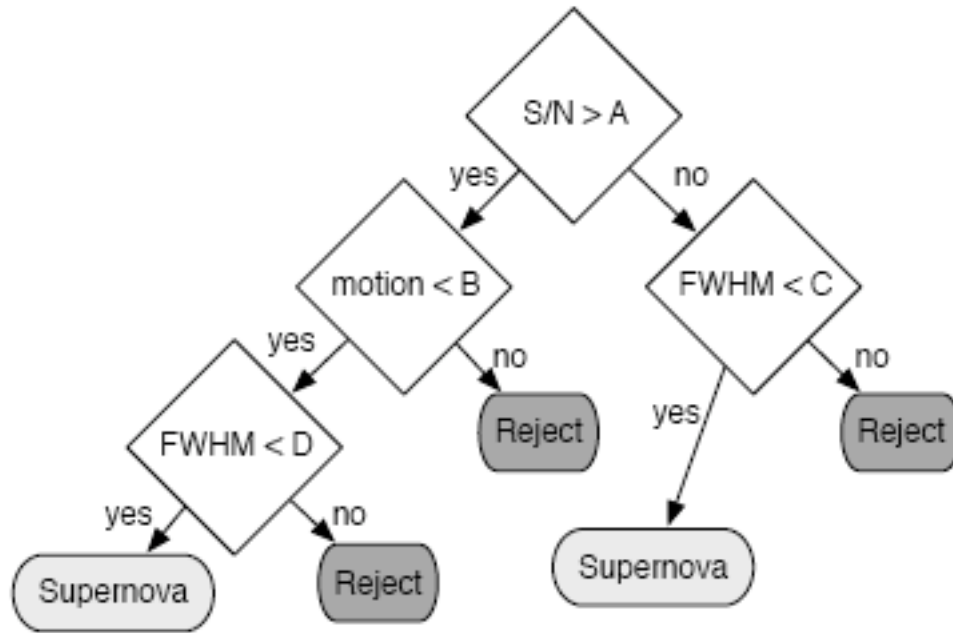 S/N > A
yes
no
motion < B
FWHM < C
yes
no
no
FWHM < D
Reject
yes
Reject
yes
no
Supernova
Reject
Supernova